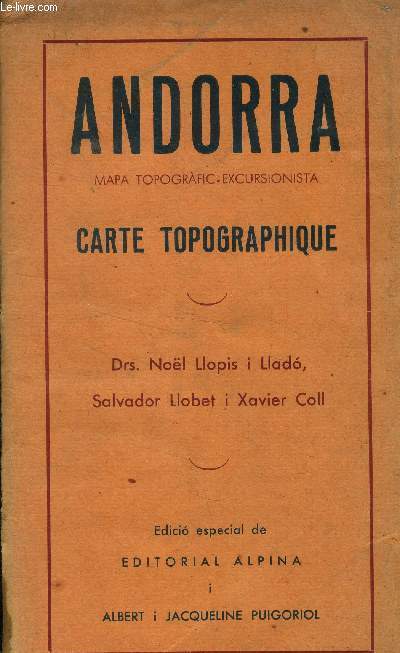 © Le-livre.com
ANDORRA
MAPA TOPOGRÀFIC-EXCURSIONISTA
CARTE TOPOGRAPHIQUE
Drs. Noël Llopis i Lladó,
Salvador Llobet i Xavier Coll
Edició especial de
EDITORIAL ALPINA
i
ALBERT i JACQUELINE PUIGORIOL